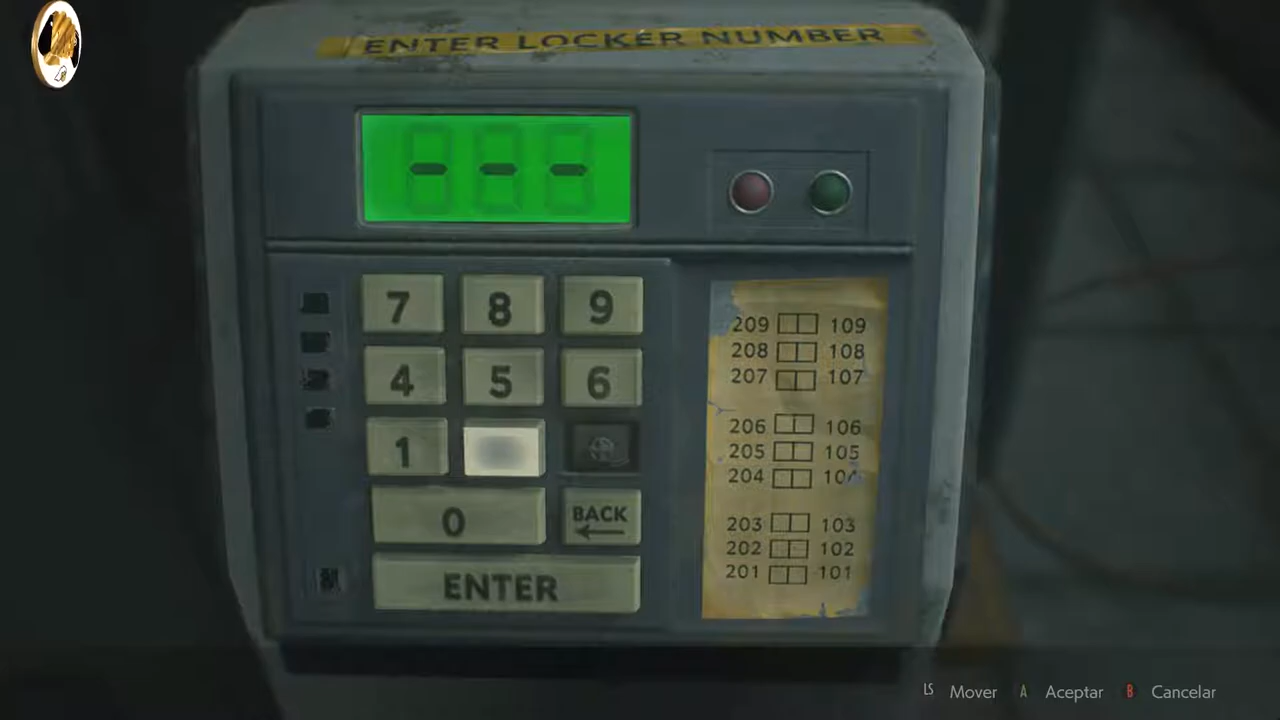 ENTER LOCKER NUMBER
- - -
7 8 9
4 5 6
1
0 BACK
ENTER
209 109
208 108
207 107
206 106
205 105
204 104
203 103
202 102
201 101
LS Mover A Aceptar B Cancelar